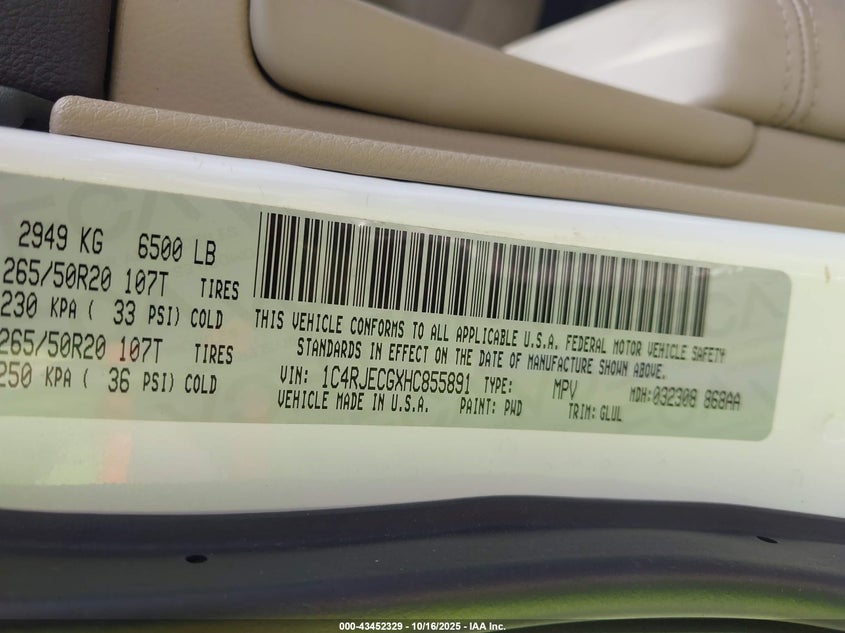 2949 KG 6500 LB
265/50R20 107T TIRES
230 KPA ( 33 PSI) COLD
265/50R20 107T TIRES
250 KPA ( 36 PSI) COLD
THIS VEHICLE CONFORMS TO ALL APPLICABLE U.S.A. FEDERAL MOTOR VEHICLE SAFETY
STANDARDS IN EFFECT ON THE DATE OF MANUFACTURE SHOWN ABOVE.
VIN: 1C4RJECGXHC855891 TYPE: MPV MDH:032308 868AA
VEHICLE MADE IN U.S.A. PAINT: PWD TRIM: GLUL
000-43452329 - 10/16/2025 - IAA Inc.